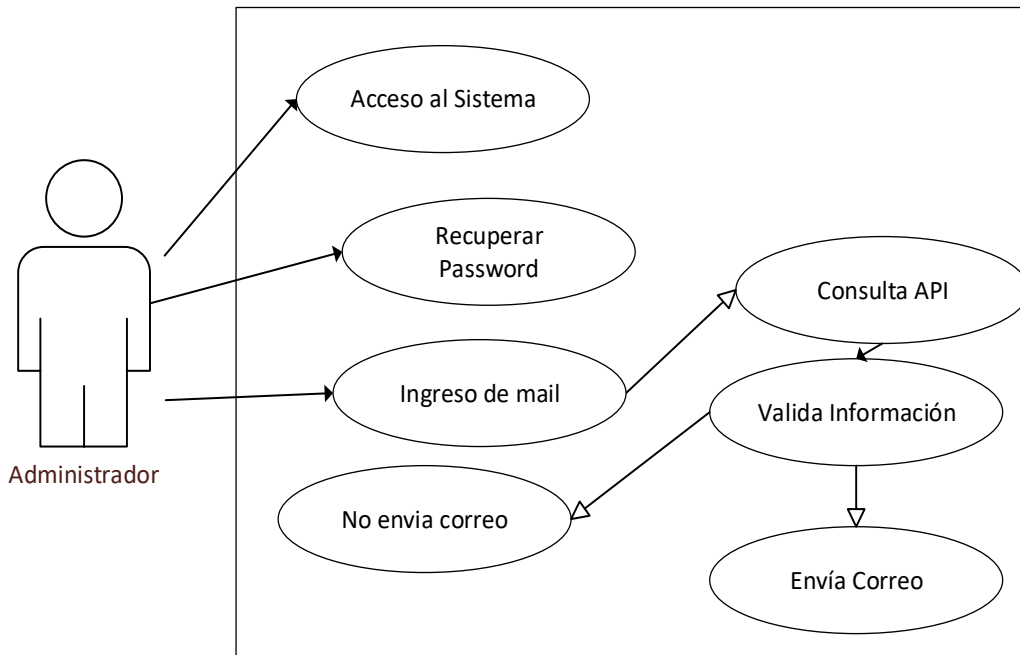 Acceso al Sistema
Recuperar
Password
Consulta API
Ingreso de mail
Valida Información
Administrador
No envia correo
Envía Correo